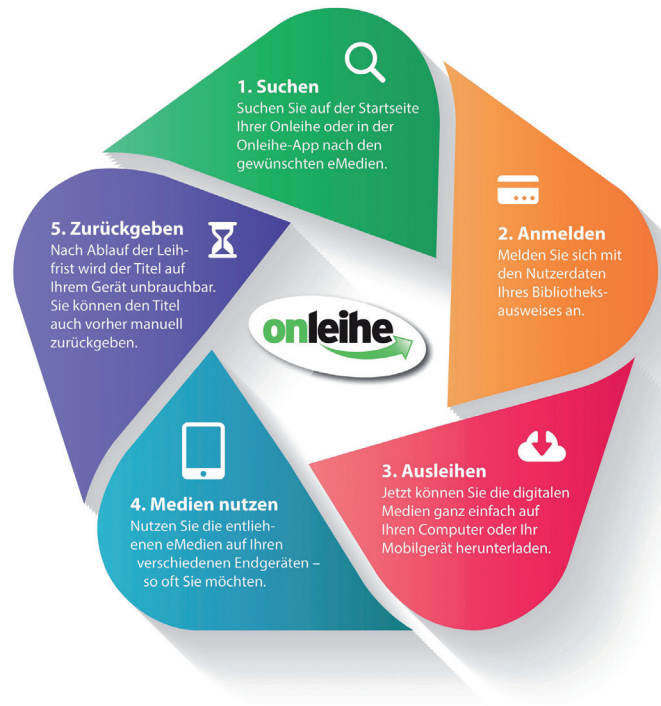 1. Suchen
Suchen Sie auf der Startseite
Ihrer Onleihe oder in der
Onleihe-App nach den
gewünschten eMedien.
2. Anmelden
Melden Sie sich mit
den Nutzerdaten
Ihres Bibliotheks-
ausweises an.
3. Ausleihen
Jetzt können Sie die digitalen
Medien ganz einfach auf
Ihren Computer oder Ihr
Mobilgerät herunterladen.
4. Medien nutzen
Nutzen Sie die entlieh-
enen eMedien auf Ihren
verschiedenen Endgeräten –
so oft Sie möchten.
5. Zurückgeben
Nach Ablauf der Leih-
frist wird der Titel auf
Ihrem Gerät unbrauchbar.
Sie können den Titel
auch vorher manuell
zurückgeben.
onleihe